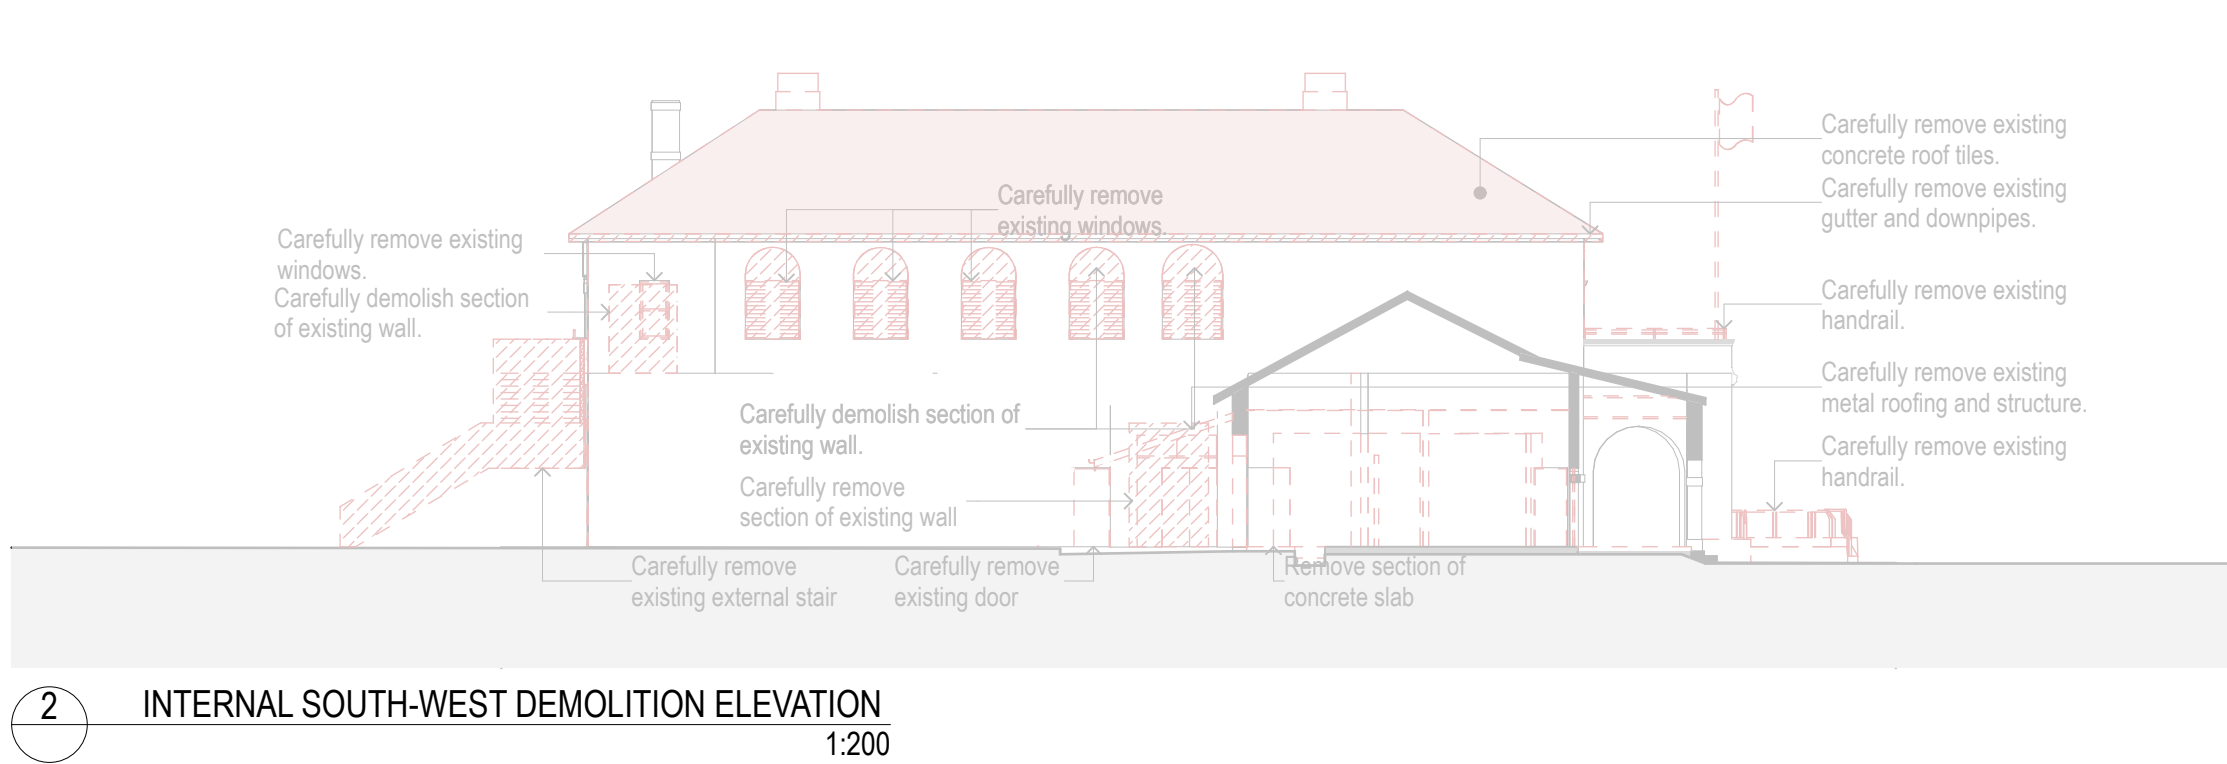 Carefully remove existing
concrete roof tiles.
Carefully remove existing
gutter and downpipes.
Carefully remove
existing windows.
Carefully remove existing
windows.
Carefully demolish section
of existing wall.
Carefully remove existing
handrail.
Carefully remove existing
metal roofing and structure.
Carefully demolish section of
existing wall.
Carefully remove existing
handrail.
Carefully remove
section of existing wall
Carefully remove
existing external stair
Carefully remove
existing door
Remove section of
concrete slab
2
INTERNAL SOUTH-WEST DEMOLITION ELEVATION
1:200